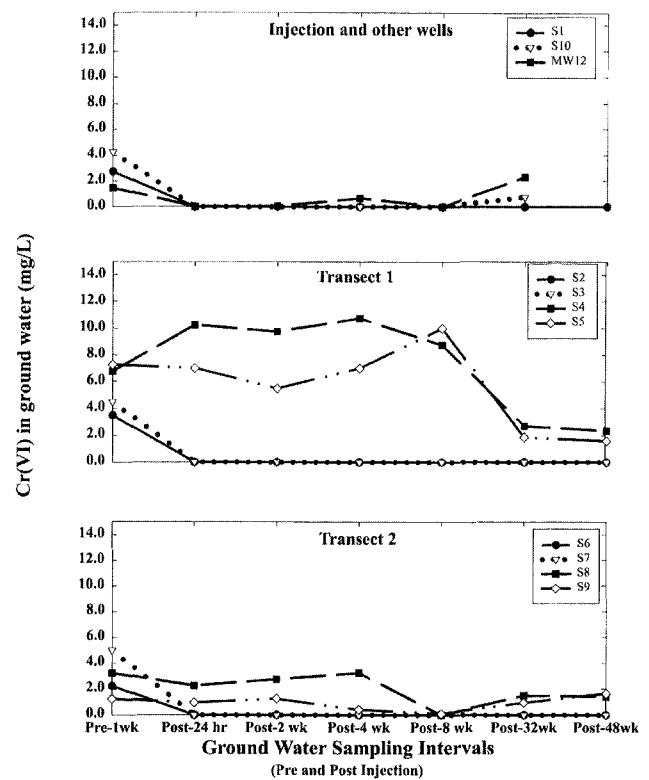 Injection and other wells
S1
S10
MW12
14.0
12.0
10.0
8.0
6.0
4.0
2.0
0.0
Transect 1
S2
S3
S4
S5
14.0
12.0
10.0
8.0
6.0
4.0
2.0
0.0
Cr(VI) in ground water (mg/L)
Transect 2
S6
S7
S8
S9
14.0
12.0
10.0
8.0
6.0
4.0
2.0
0.0
Pre-1wk Post-24 hr Post-2 wk Post-4 wk Post-8 wk Post-32wk Post-48wk
Ground Water Sampling Intervals
(Pre and Post Injection)